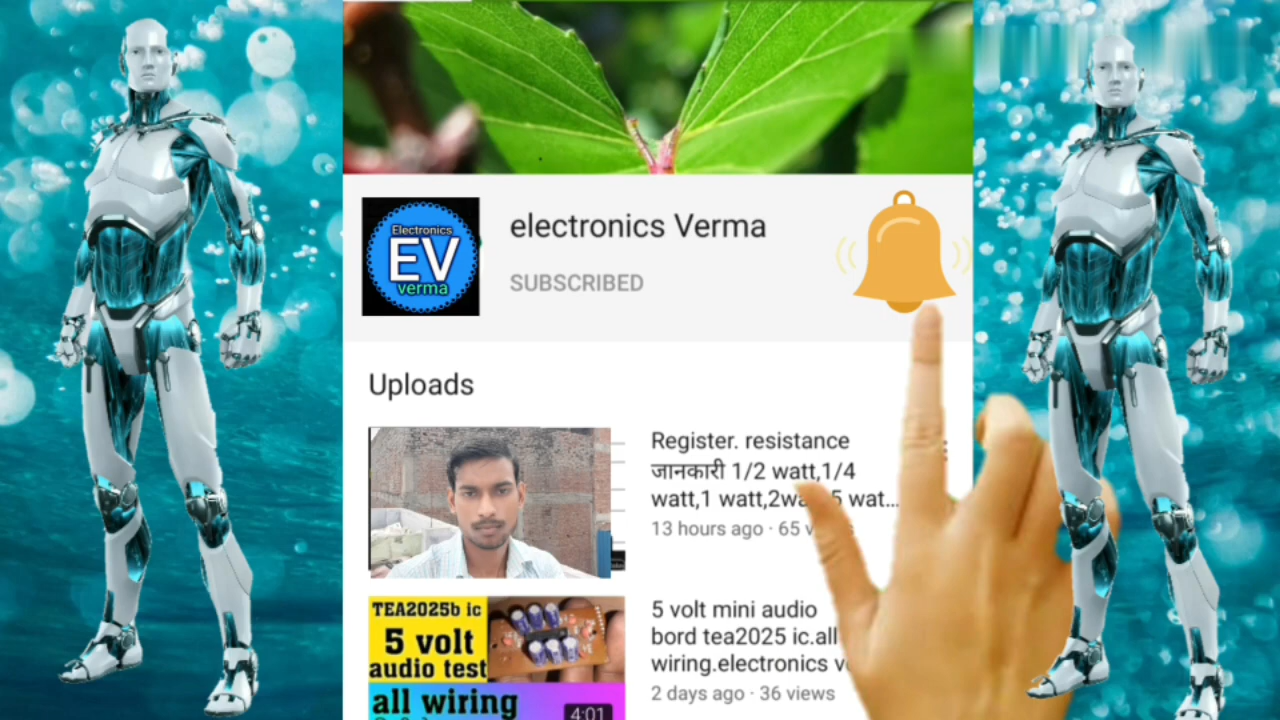 Electronics
EV
verma
electronics Verma
SUBSCRIBED
Uploads
Register. resistance
जानकारी 1/2 watt,1/4
watt,1 watt,2wa 5 wat...
13 hours ago · 65 v
5 volt mini audio
bord tea2025 ic.all
wiring.electronics v
2 days ago · 36 views
TEA2025b ic
5 volt
audio test
all wiring
4:01